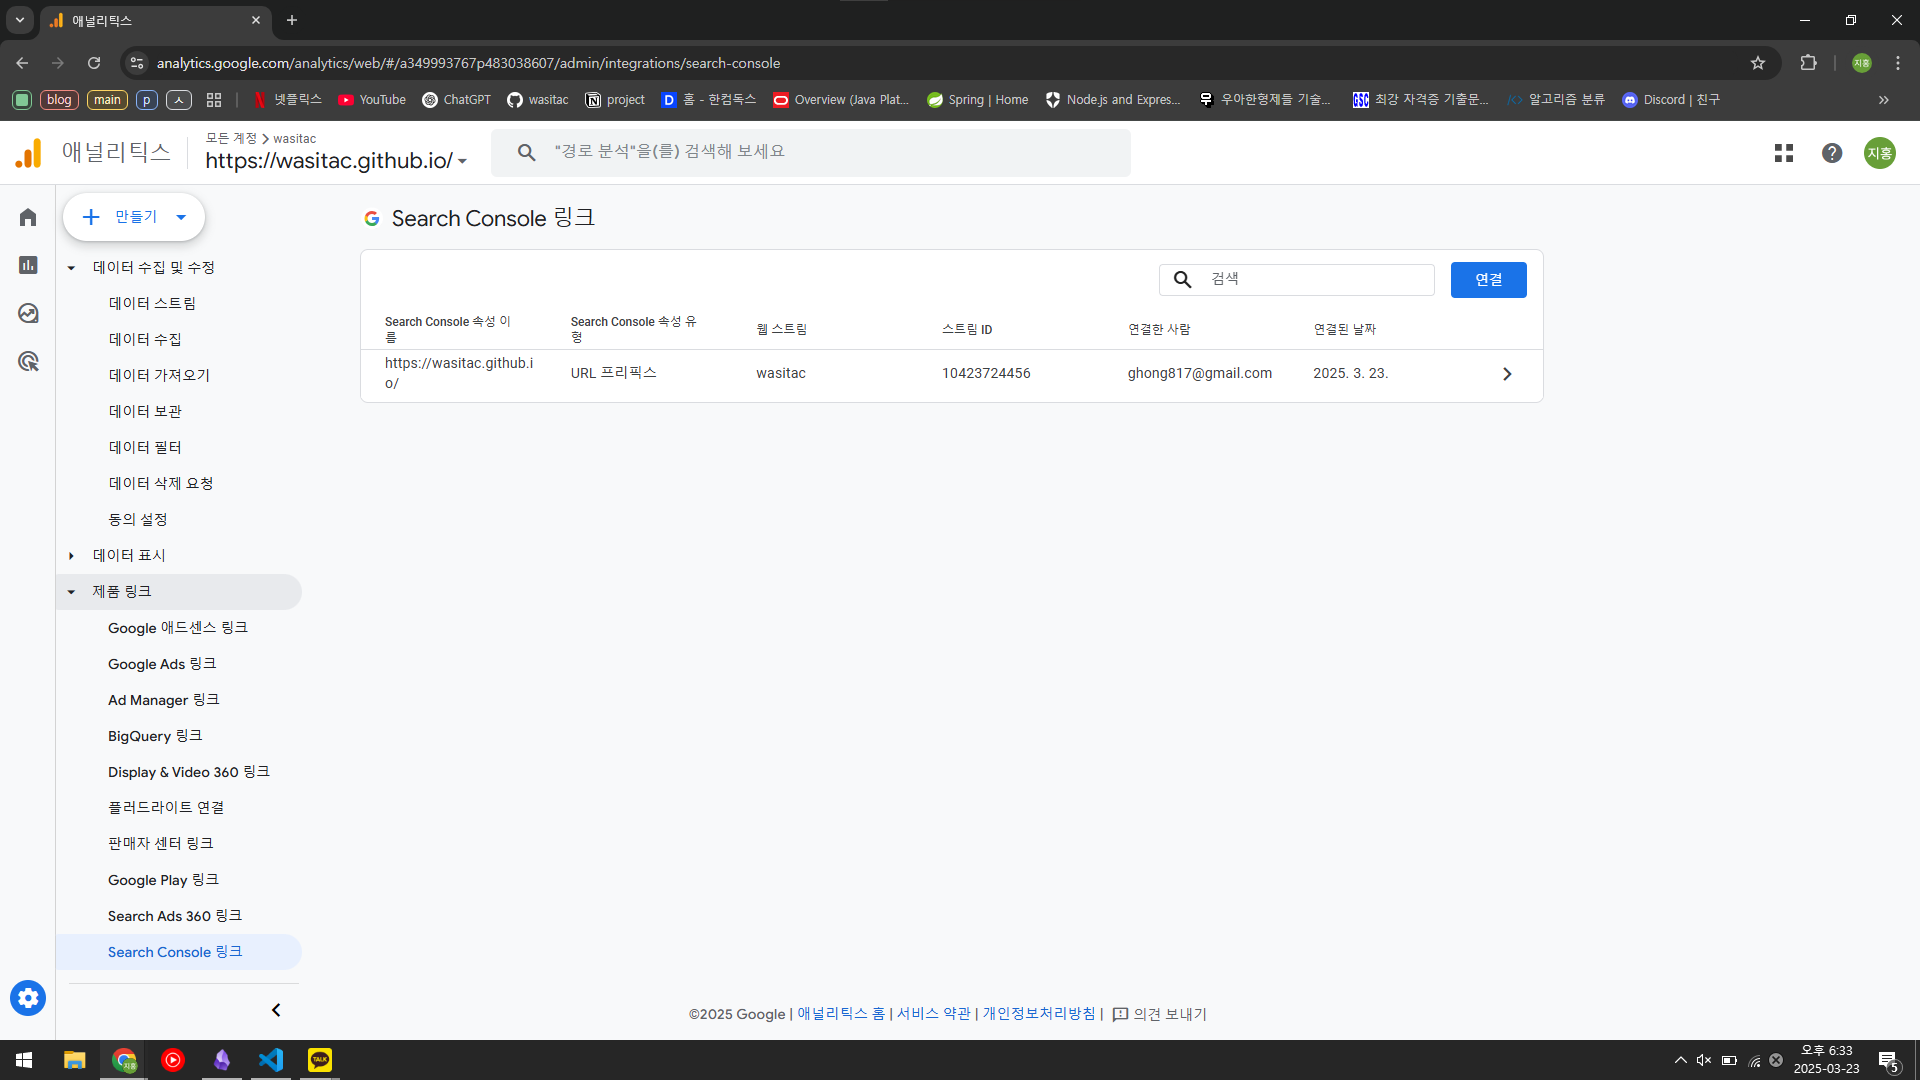 애널리틱스
analytics.google.com/analytics/web/#/a349993767p483038607/admin/integrations/search-console
지홍
blog main p ㅅ 넷플릭스 YouTube ChatGPT wasitac project 홈 - 한컴독스 Overview (Java Plat... Spring | Home Node.js and Expres... 우아한형제들 기술... 최강 자격증 기출문... 알고리즘 분류 Discord | 친구
애널리틱스
모든 계정 wasitac
https://wasitac.github.io/
"경로 분석"을(를) 검색해 보세요
지홍
만들기
데이터 수집 및 수정
데이터 스트림
데이터 수집
데이터 가져오기
데이터 보관
데이터 필터
데이터 삭제 요청
동의 설정
데이터 표시
제품 링크
Google 애드센스 링크
Google Ads 링크
Ad Manager 링크
BigQuery 링크
Display & Video 360 링크
플러드라이트 연결
판매자 센터 링크
Google Play 링크
Search Ads 360 링크
Search Console 링크
Search Console 링크
검색
연결
Search Console 속성 이
름
Search Console 속성 유
형
웹 스트림
스트림 ID
연결한 사람
연결된 날짜
https://wasitac.github.i
o/
URL 프리픽스
wasitac
10423724456
ghong817@gmail.com
2025. 3. 23.
©2025 Google | 애널리틱스 홈 | 서비스 약관 | 개인정보처리방침 | 의견 보내기
지홍
TALK
오후 6:33
2025-03-23
5